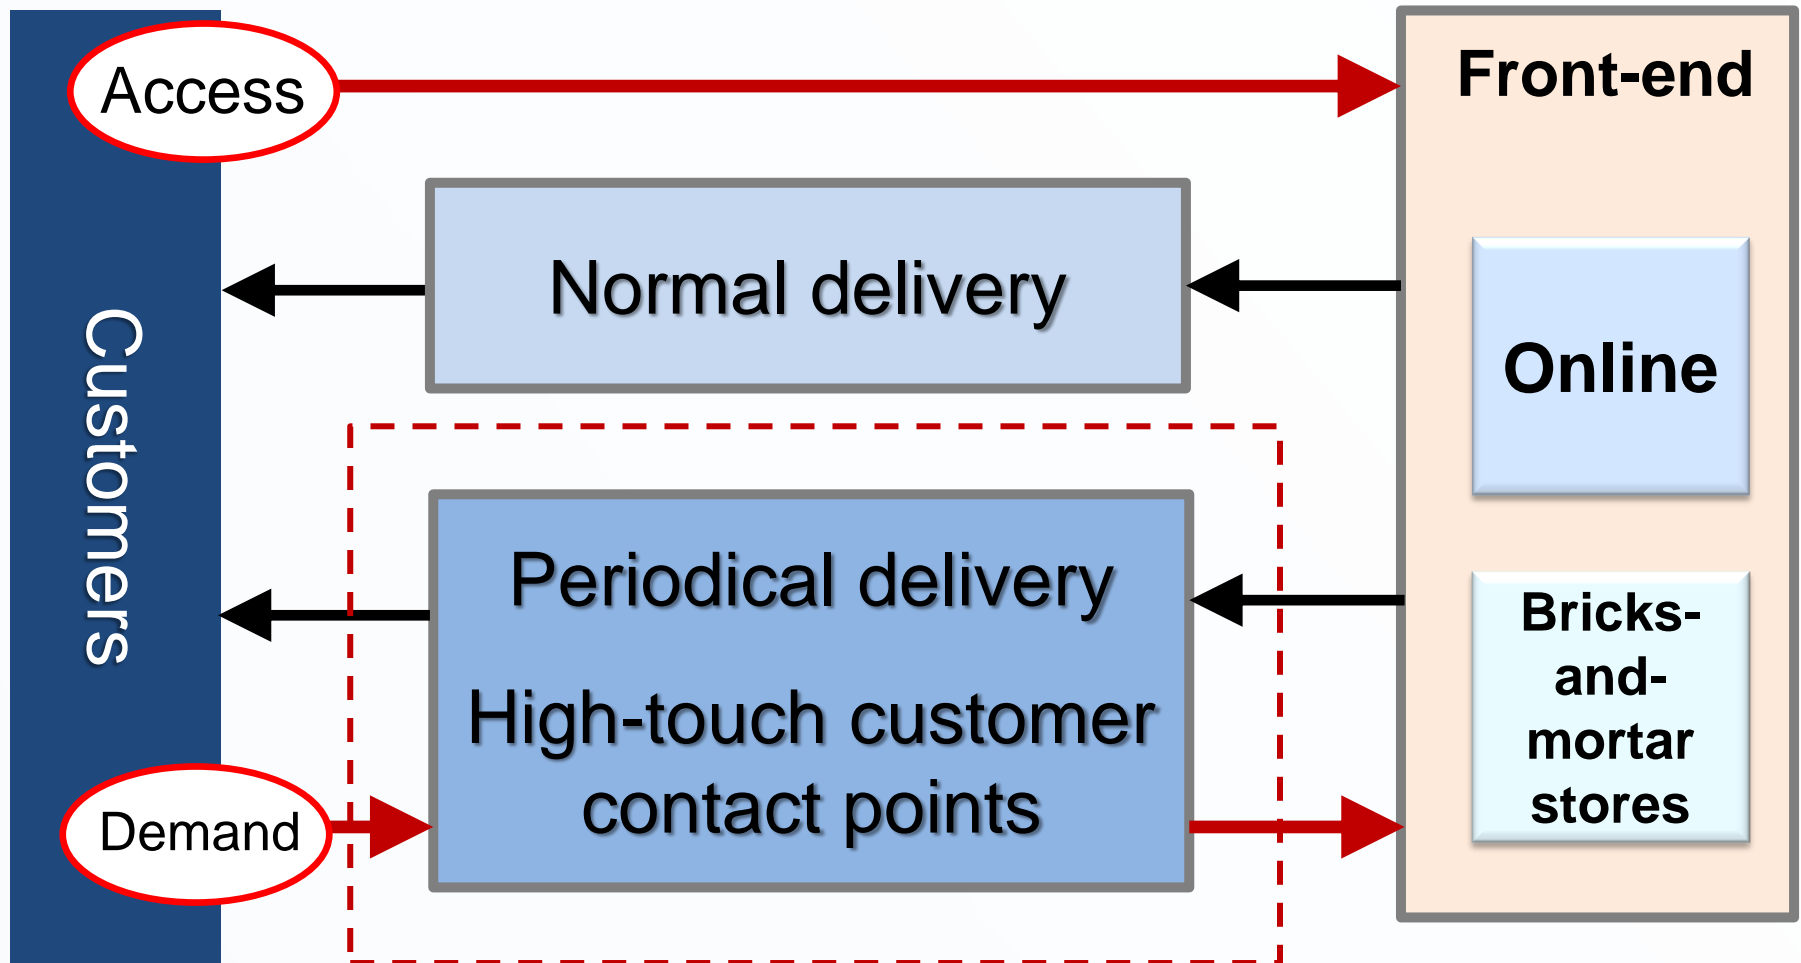 Access
Front-end
Normal delivery
Online
Customers
Periodical delivery
High-touch customer
contact points
Bricks-
and-
mortar
stores
Demand